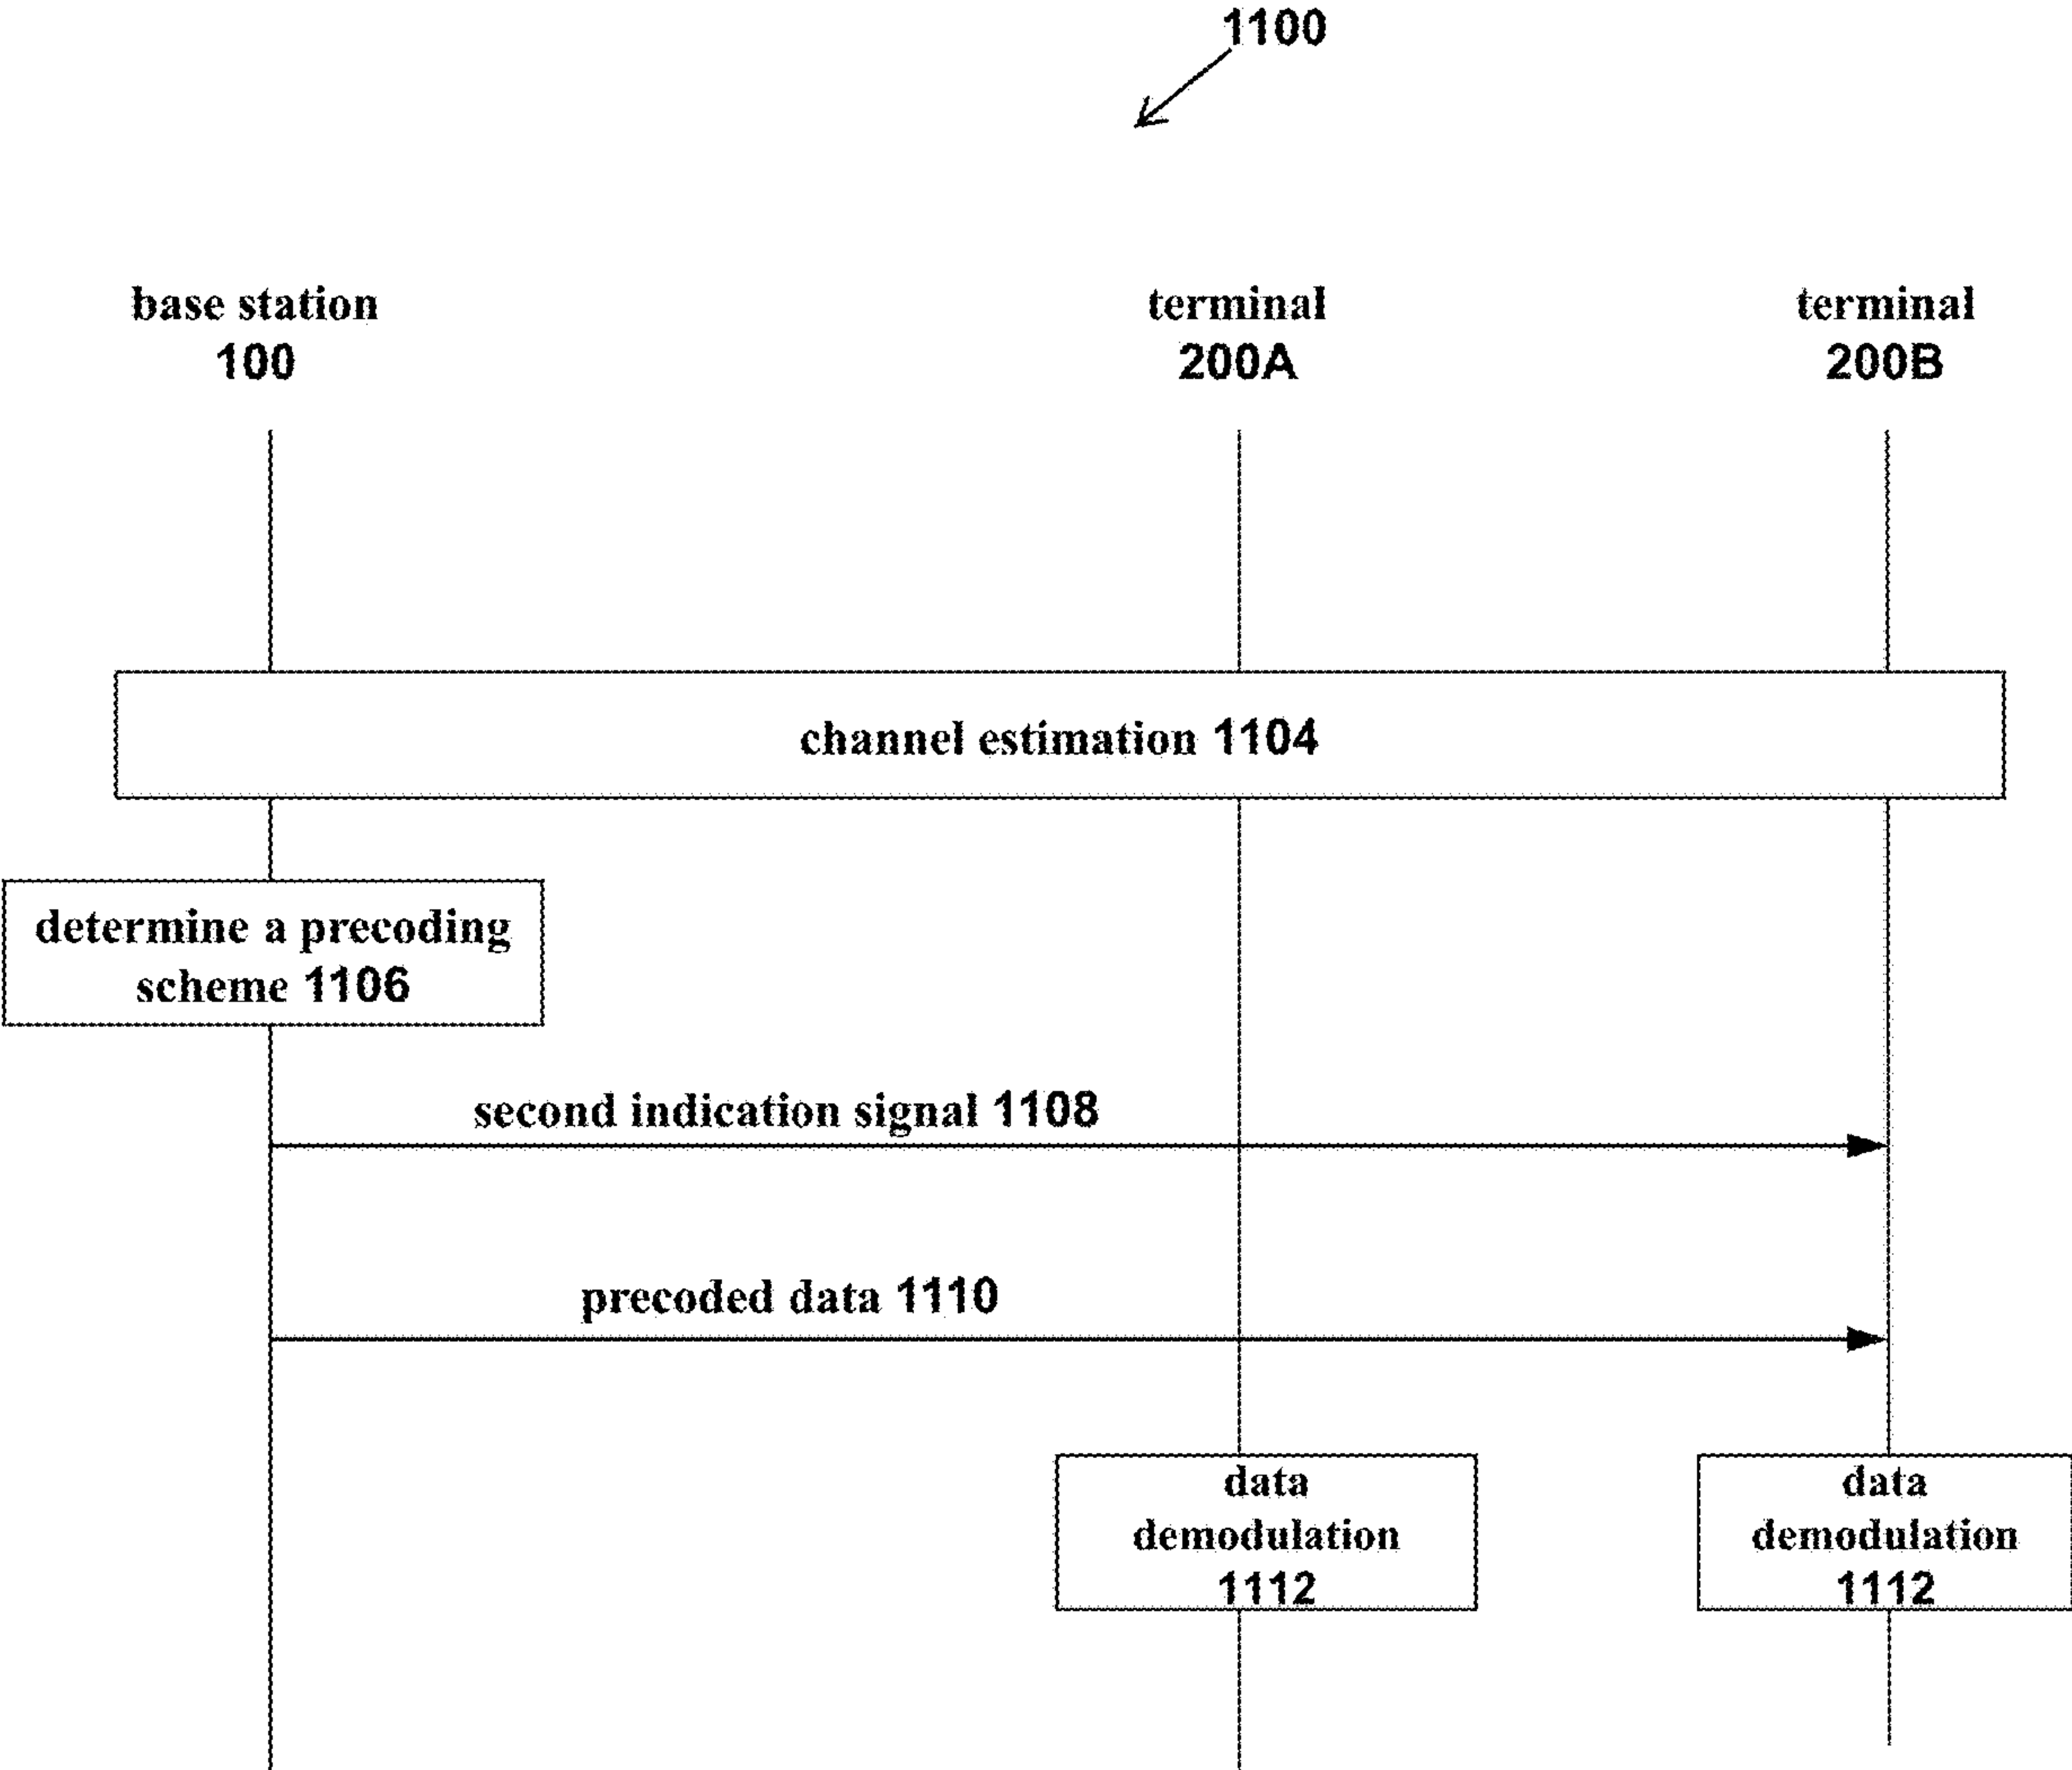 1100
base station
100
terminal
200A
terminal
200B
channel estimation 1104
determine a precoding
scheme 1106
second indication signal 1108
precoded data 1110
data
demodulation
1112
data
demodulation
1112